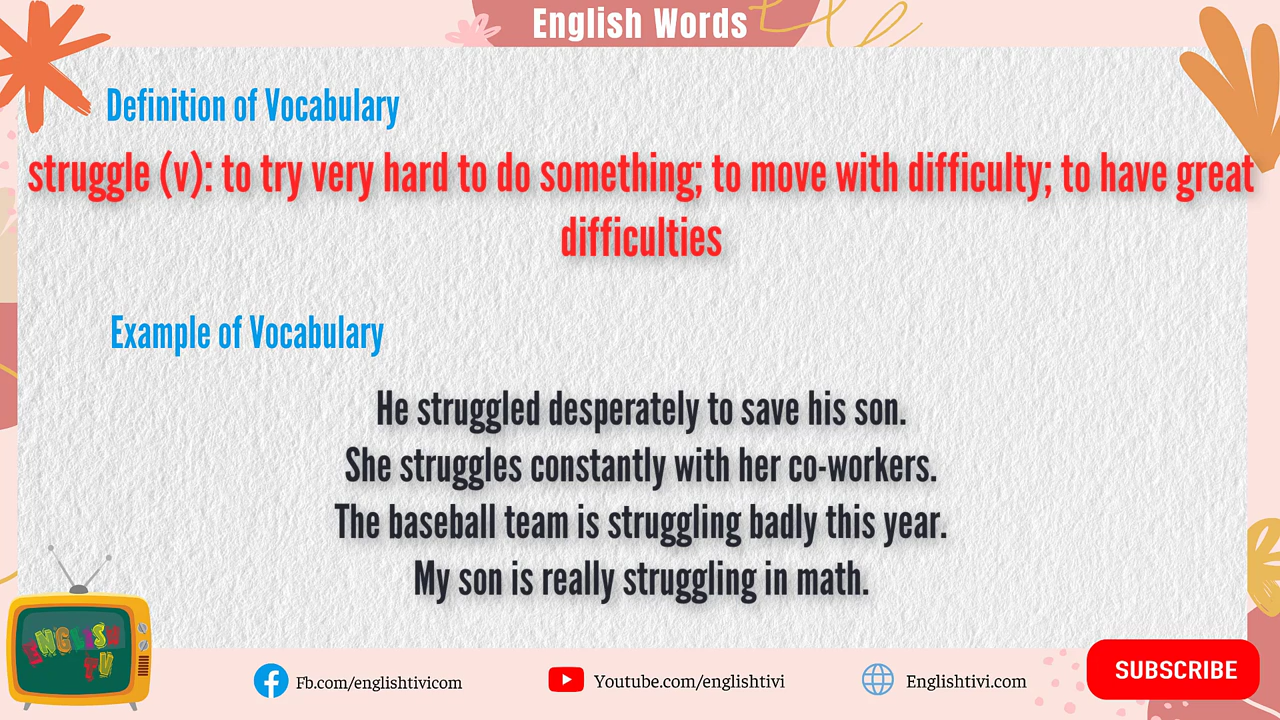 English Words
Definition of Vocabulary
struggle (v): to try very hard to do something; to move with difficulty; to have great
difficulties
Example of Vocabulary
He struggled desperately to save his son.
She struggles constantly with her co-workers.
The baseball team is struggling badly this year.
My son is really struggling in math.
ENGLISH
TV
Fb.com/englishtivicom
Youtube.com/englishtivi
Englishtivi.com
SUBSCRIBE